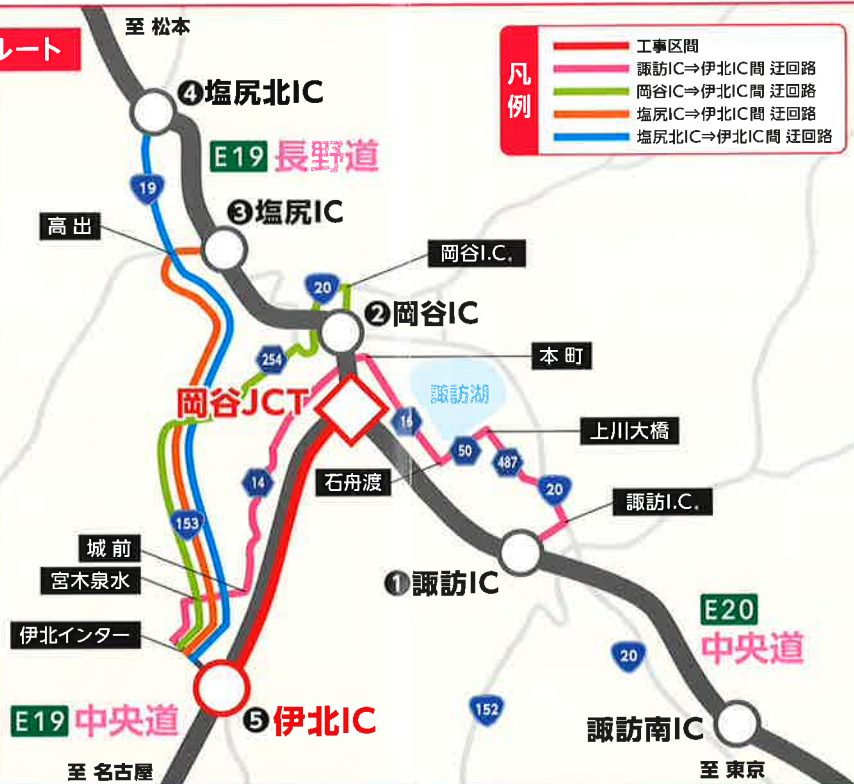 ルート
至 松本
凡例
工事区間
諏訪IC⇒伊北IC間 迂回路
岡谷IC⇒伊北IC間 迂回路
塩尻IC⇒伊北IC間 迂回路
塩尻北IC⇒伊北IC間 迂回路
❹塩尻北IC
E19 長野道
19
❸塩尻IC
高出
岡谷I.C.
20
❷岡谷IC
254
本町
岡谷JCT
諏訪湖
16
上川大橋
50
487
石舟渡
14
20
諏訪I.C.
153
城前
❶諏訪IC
宮木泉水
E20
中央道
伊北インター
20
152
E19 中央道
❺伊北IC
諏訪南IC
至 名古屋
至 東京